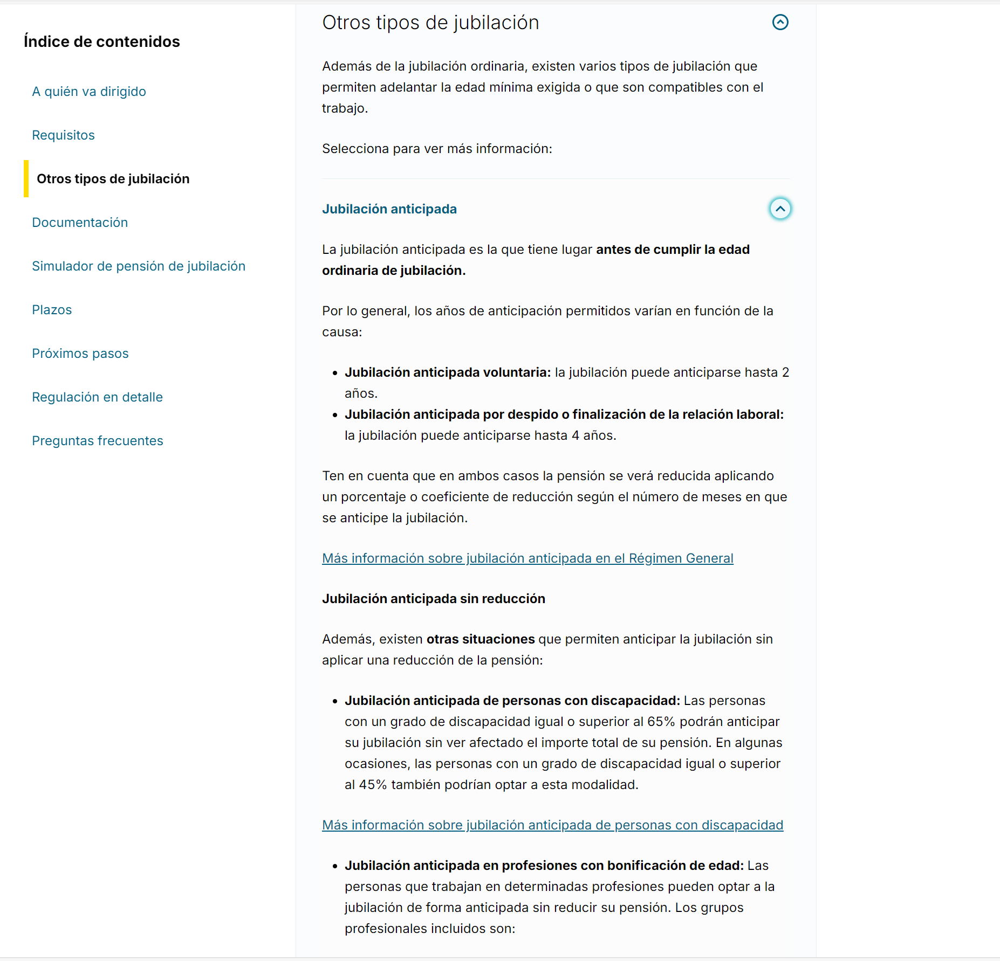 Índice de contenidos
A quién va dirigido
Requisitos
Otros tipos de jubilación
Documentación
Simulador de pensión de jubilación
Plazos
Próximos pasos
Regulación en detalle
Preguntas frecuentes
Otros tipos de jubilación
Además de la jubilación ordinaria, existen varios tipos de jubilación que
permiten adelantar la edad mínima exigida o que son compatibles con el
trabajo.
Selecciona para ver más información:
Jubilación anticipada
La jubilación anticipada es la que tiene lugar antes de cumplir la edad
ordinaria de jubilación.
Por lo general, los años de anticipación permitidos varían en función de la
causa:
• Jubilación anticipada voluntaria: la jubilación puede anticiparse hasta 2
años.
• Jubilación anticipada por despido o finalización de la relación laboral:
la jubilación puede anticiparse hasta 4 años.
Ten en cuenta que en ambos casos la pensión se verá reducida aplicando
un porcentaje o coeficiente de reducción según el número de meses en que
se anticipe la jubilación.
Más información sobre jubilación anticipada en el Régimen General
Jubilación anticipada sin reducción
Además, existen otras situaciones que permiten anticipar la jubilación sin
aplicar una reducción de la pensión:
• Jubilación anticipada de personas con discapacidad: Las personas
con un grado de discapacidad igual o superior al 65% podrán anticipar
su jubilación sin ver afectado el importe total de su pensión. En algunas
ocasiones, las personas con un grado de discapacidad igual o superior
al 45% también podrían optar a esta modalidad.
Más información sobre jubilación anticipada de personas con discapacidad
• Jubilación anticipada en profesiones con bonificación de edad: Las
personas que trabajan en determinadas profesiones pueden optar a la
jubilación de forma anticipada sin reducir su pensión. Los grupos
profesionales incluidos son: